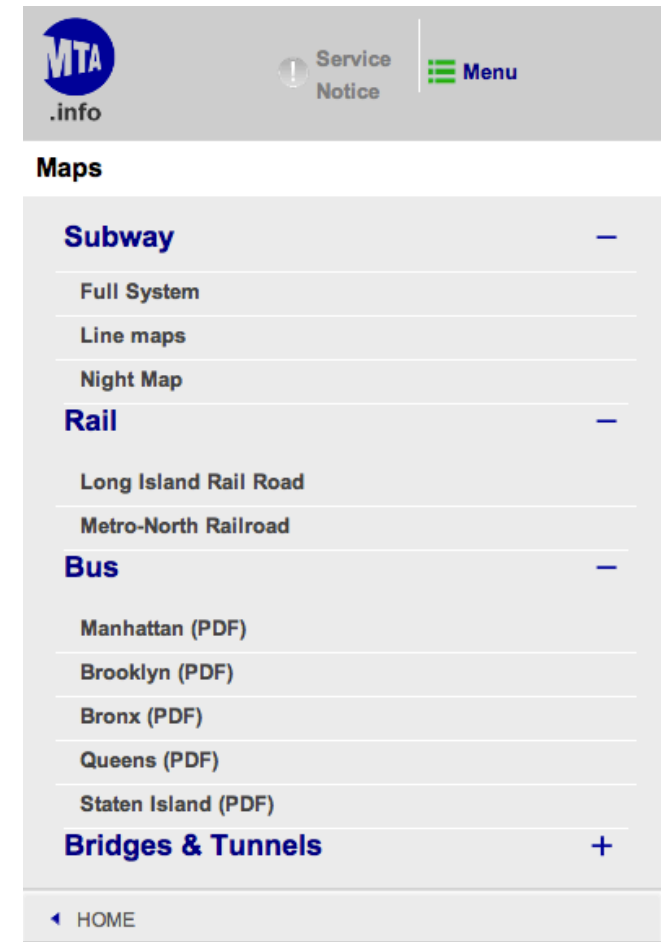 MTA
.info
Service
Notice
Menu
Maps
Subway
Full System
Line maps
Night Map
Rail
Long Island Rail Road
Metro-North Railroad
Bus
Manhattan (PDF)
Brooklyn (PDF)
Bronx (PDF)
Queens (PDF)
Staten Island (PDF)
Bridges & Tunnels
HOME